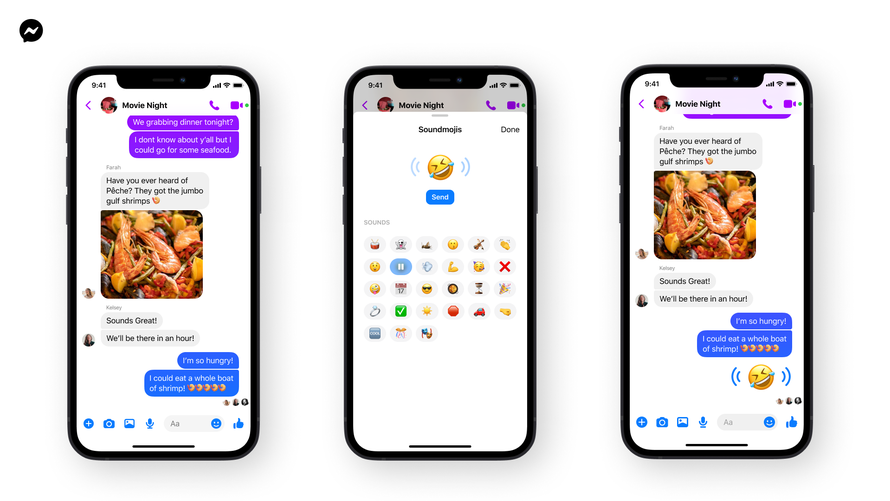 9:41
Movie Night
We grabbing dinner tonight?
I dont know about y'all but I
could go for some seafood.
Farah
Have you ever heard of
Pêche? They got the jumbo
gulf shrimps 🍤
Kelsey
Sounds Great!
We'll be there in an hour!
I'm so hungry!
I could eat a whole boat
of shrimp! 🍤🍤🍤🍤🍤
Aa
9:41
Movie Night
Soundmojis
Done
Send
SOUNDS
17
COOL
9:41
Movie Night
Farah
Have you ever heard of
Pêche? They got the jumbo
gulf shrimps 🍤
Kelsey
Sounds Great!
We'll be there in an hour!
I'm so hungry!
I could eat a whole boat
of shrimp! 🍤🍤🍤🍤🍤
Aa